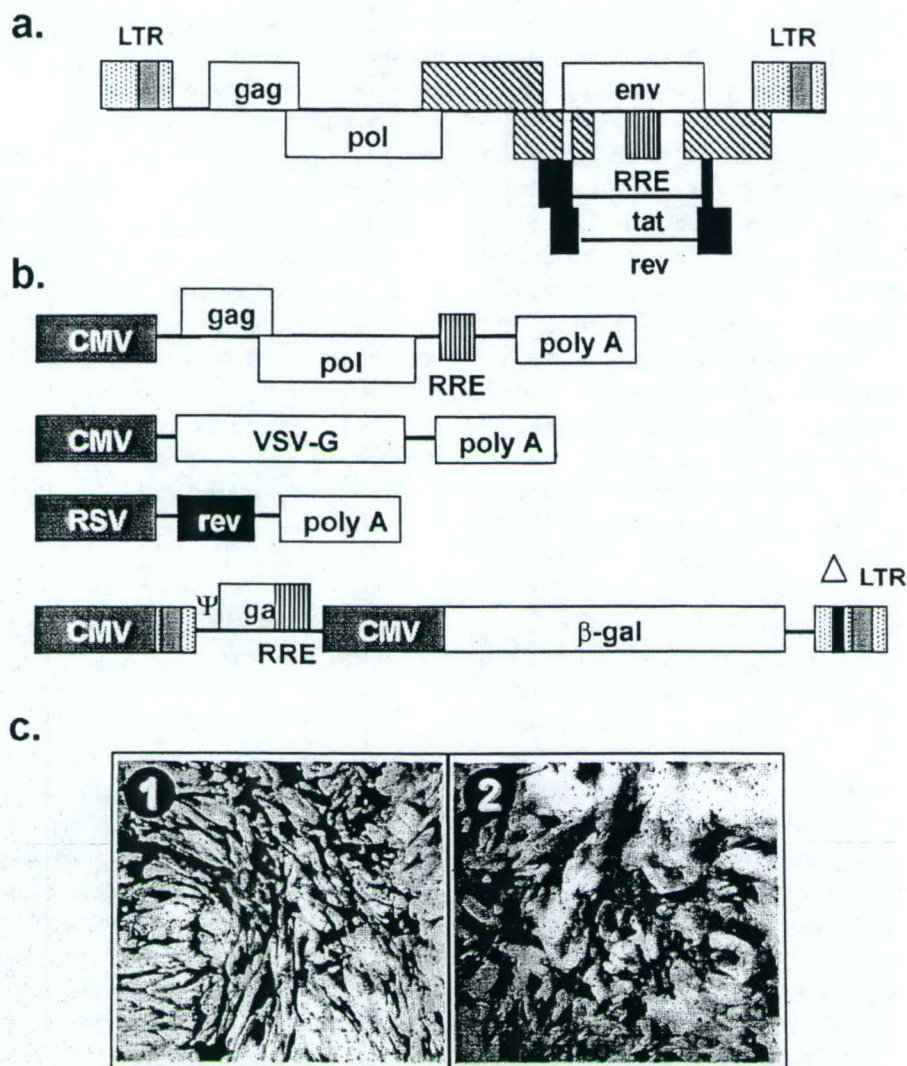 a.
LTR LTR
gag env
pol
RRE
tat
rev
b.
gag
CMV poly A
pol
RRE
CMV VSV-G poly A
RSV rev poly A
△ LTR
Ψ ga
CMV CMV β-gal
RRE
c.
1 2